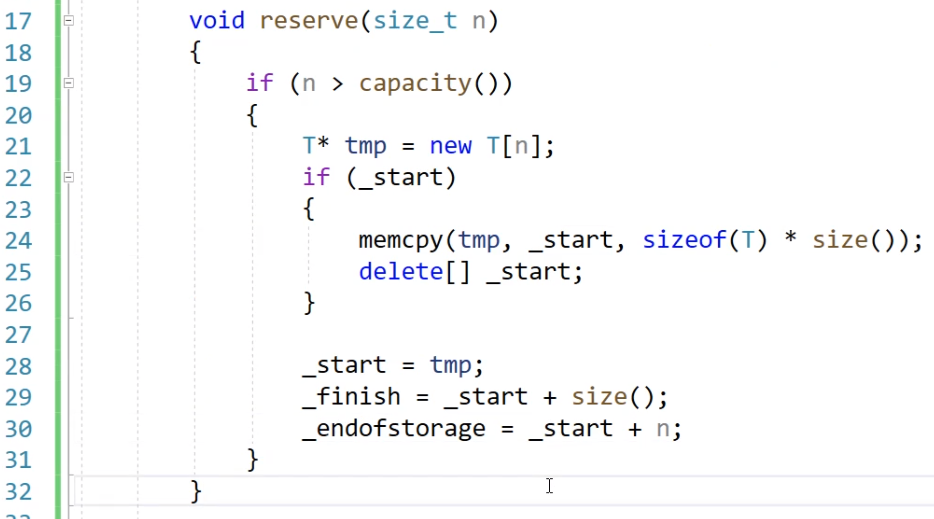 17 void reserve(size_t n)
18 {
19 if (n > capacity())
20 {
21 T* tmp = new T[n];
22 if (_start)
23 {
24 memcpy(tmp, _start, sizeof(T) * size());
25 delete[] _start;
26 }
27
28 _start = tmp;
29 _finish = _start + size();
30 _endofstorage = _start + n;
31 }
32 }